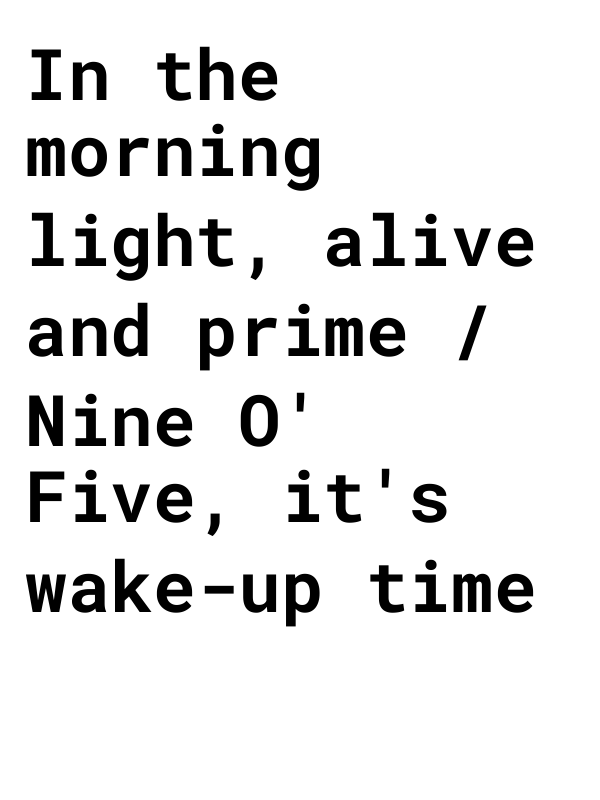 In the
morning
light, alive
and prime /
Nine O'
Five, it's
wake-up time